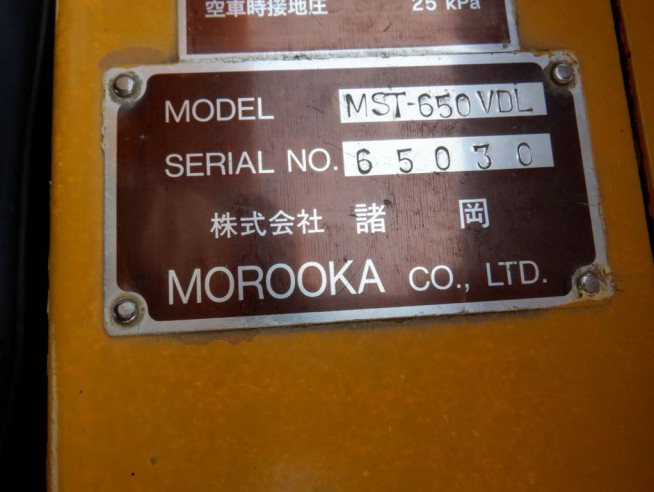 空車時接地圧 25 kPa
MODEL MST-650VDL
SERIAL NO. 65030
株式会社 諸岡
MOROOKA CO., LTD.